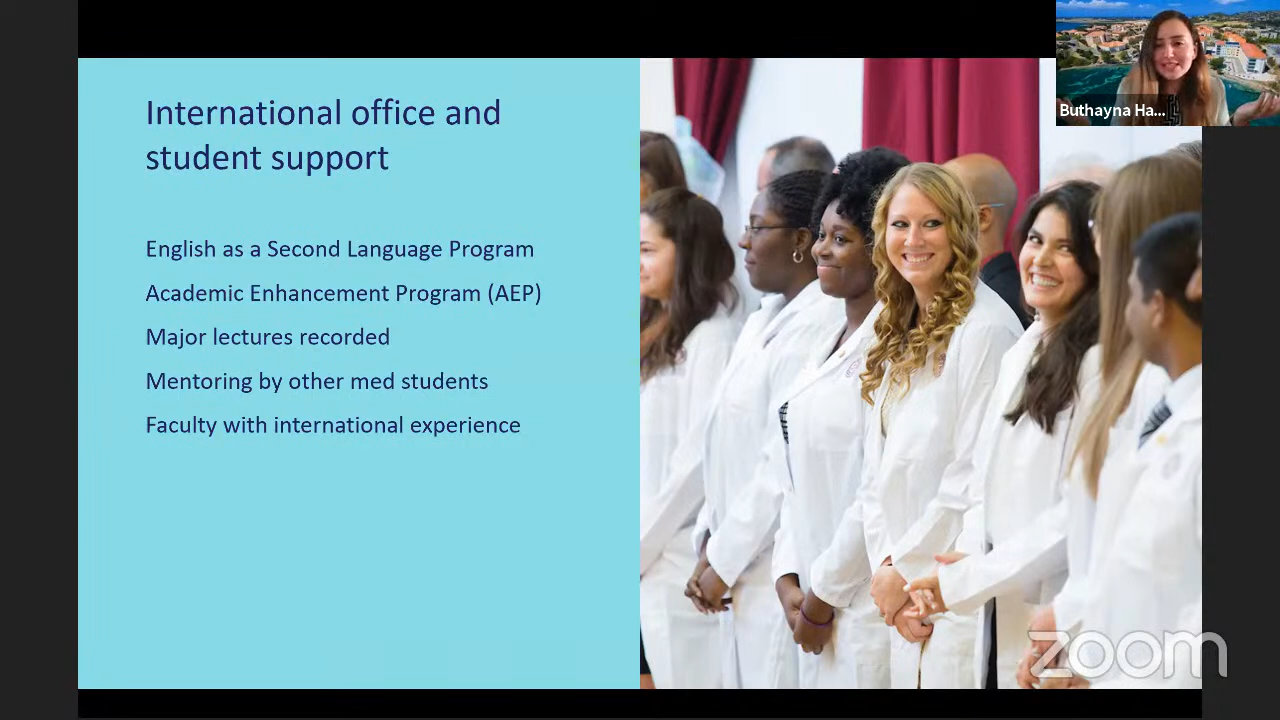 International office and
student support
English as a Second Language Program
Academic Enhancement Program (AEP)
Major lectures recorded
Mentoring by other med students
Faculty with international experience
Buthayna Ha...
zoom